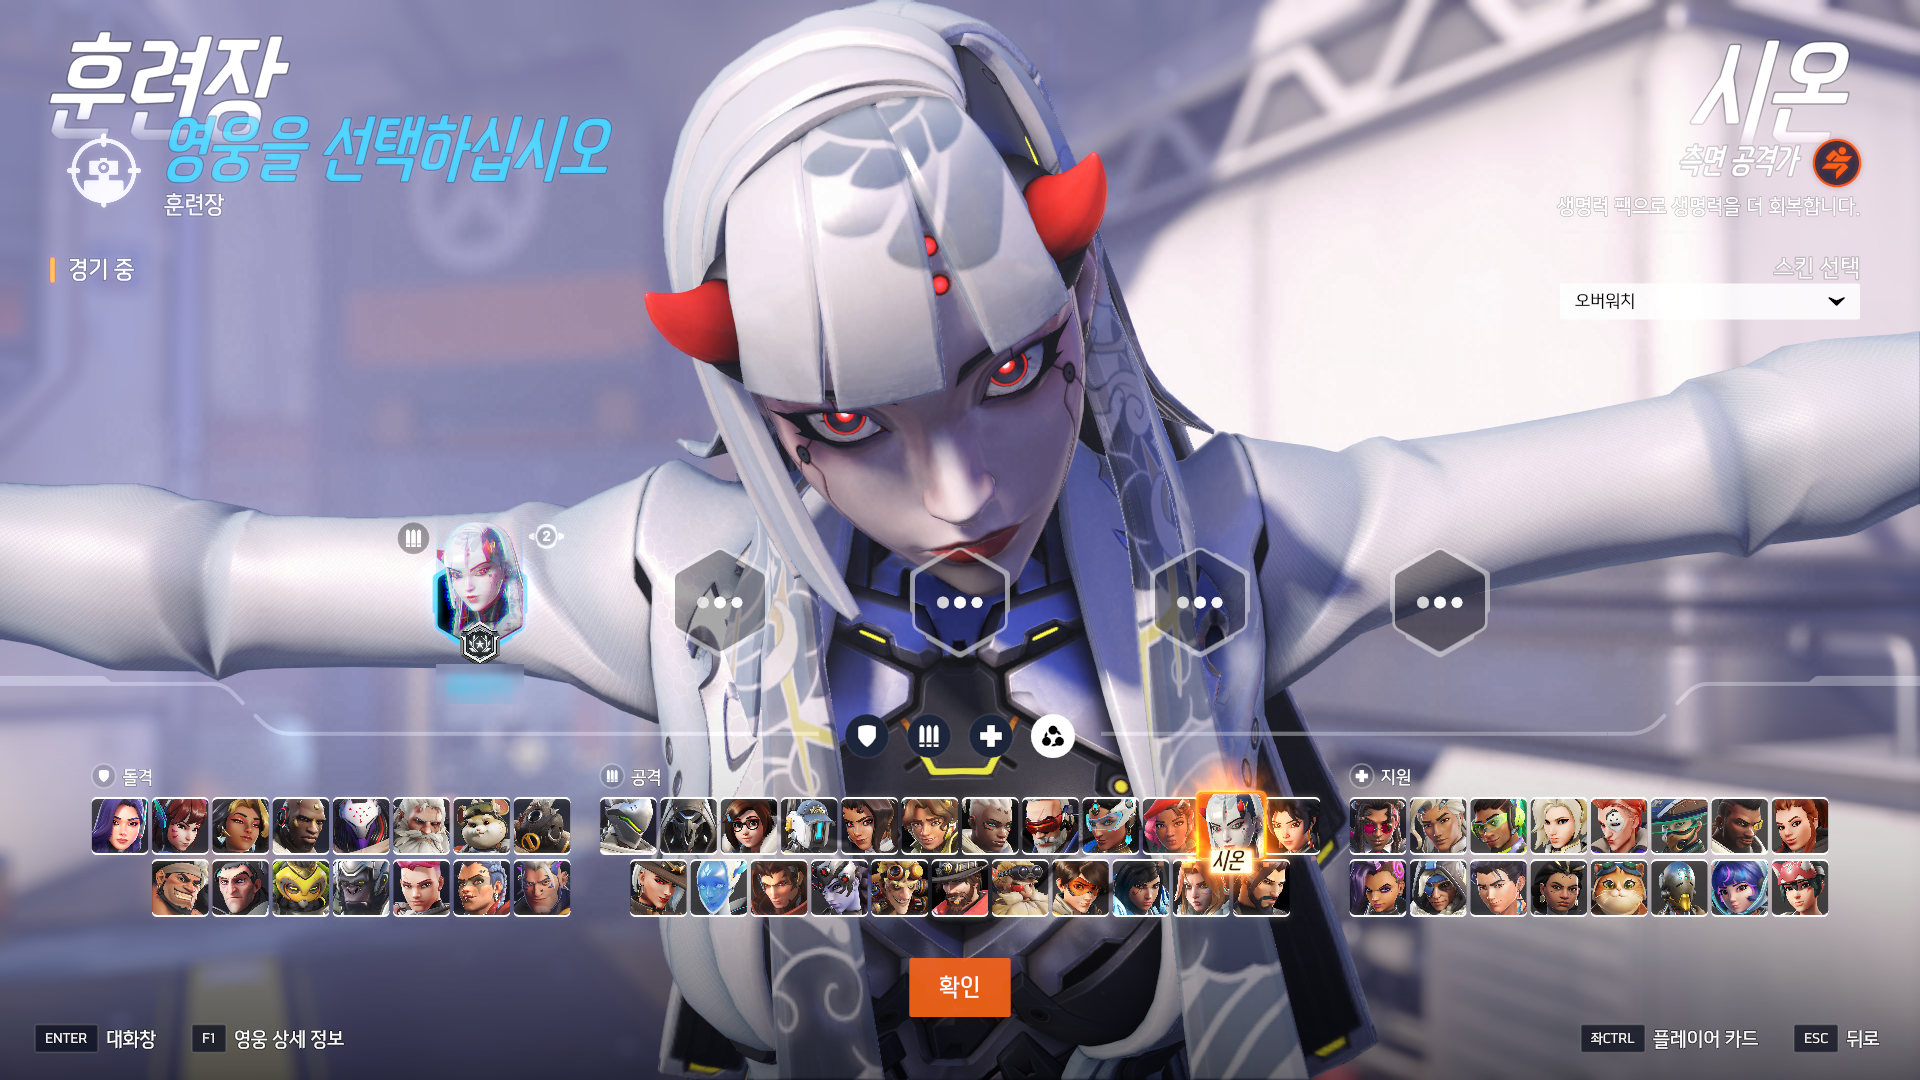 훈련장
영웅을 선택하십시오
훈련장
경기 중
시온
측면 공격가
생명력 팩으로 생명력을 더 회복합니다.
스킨 선택
오버워치
2
돌격
공격
지원
시온
확인
ENTER 대화창
F1 영웅 상세 정보
좌CTRL 플레이어 카드
ESC 뒤로